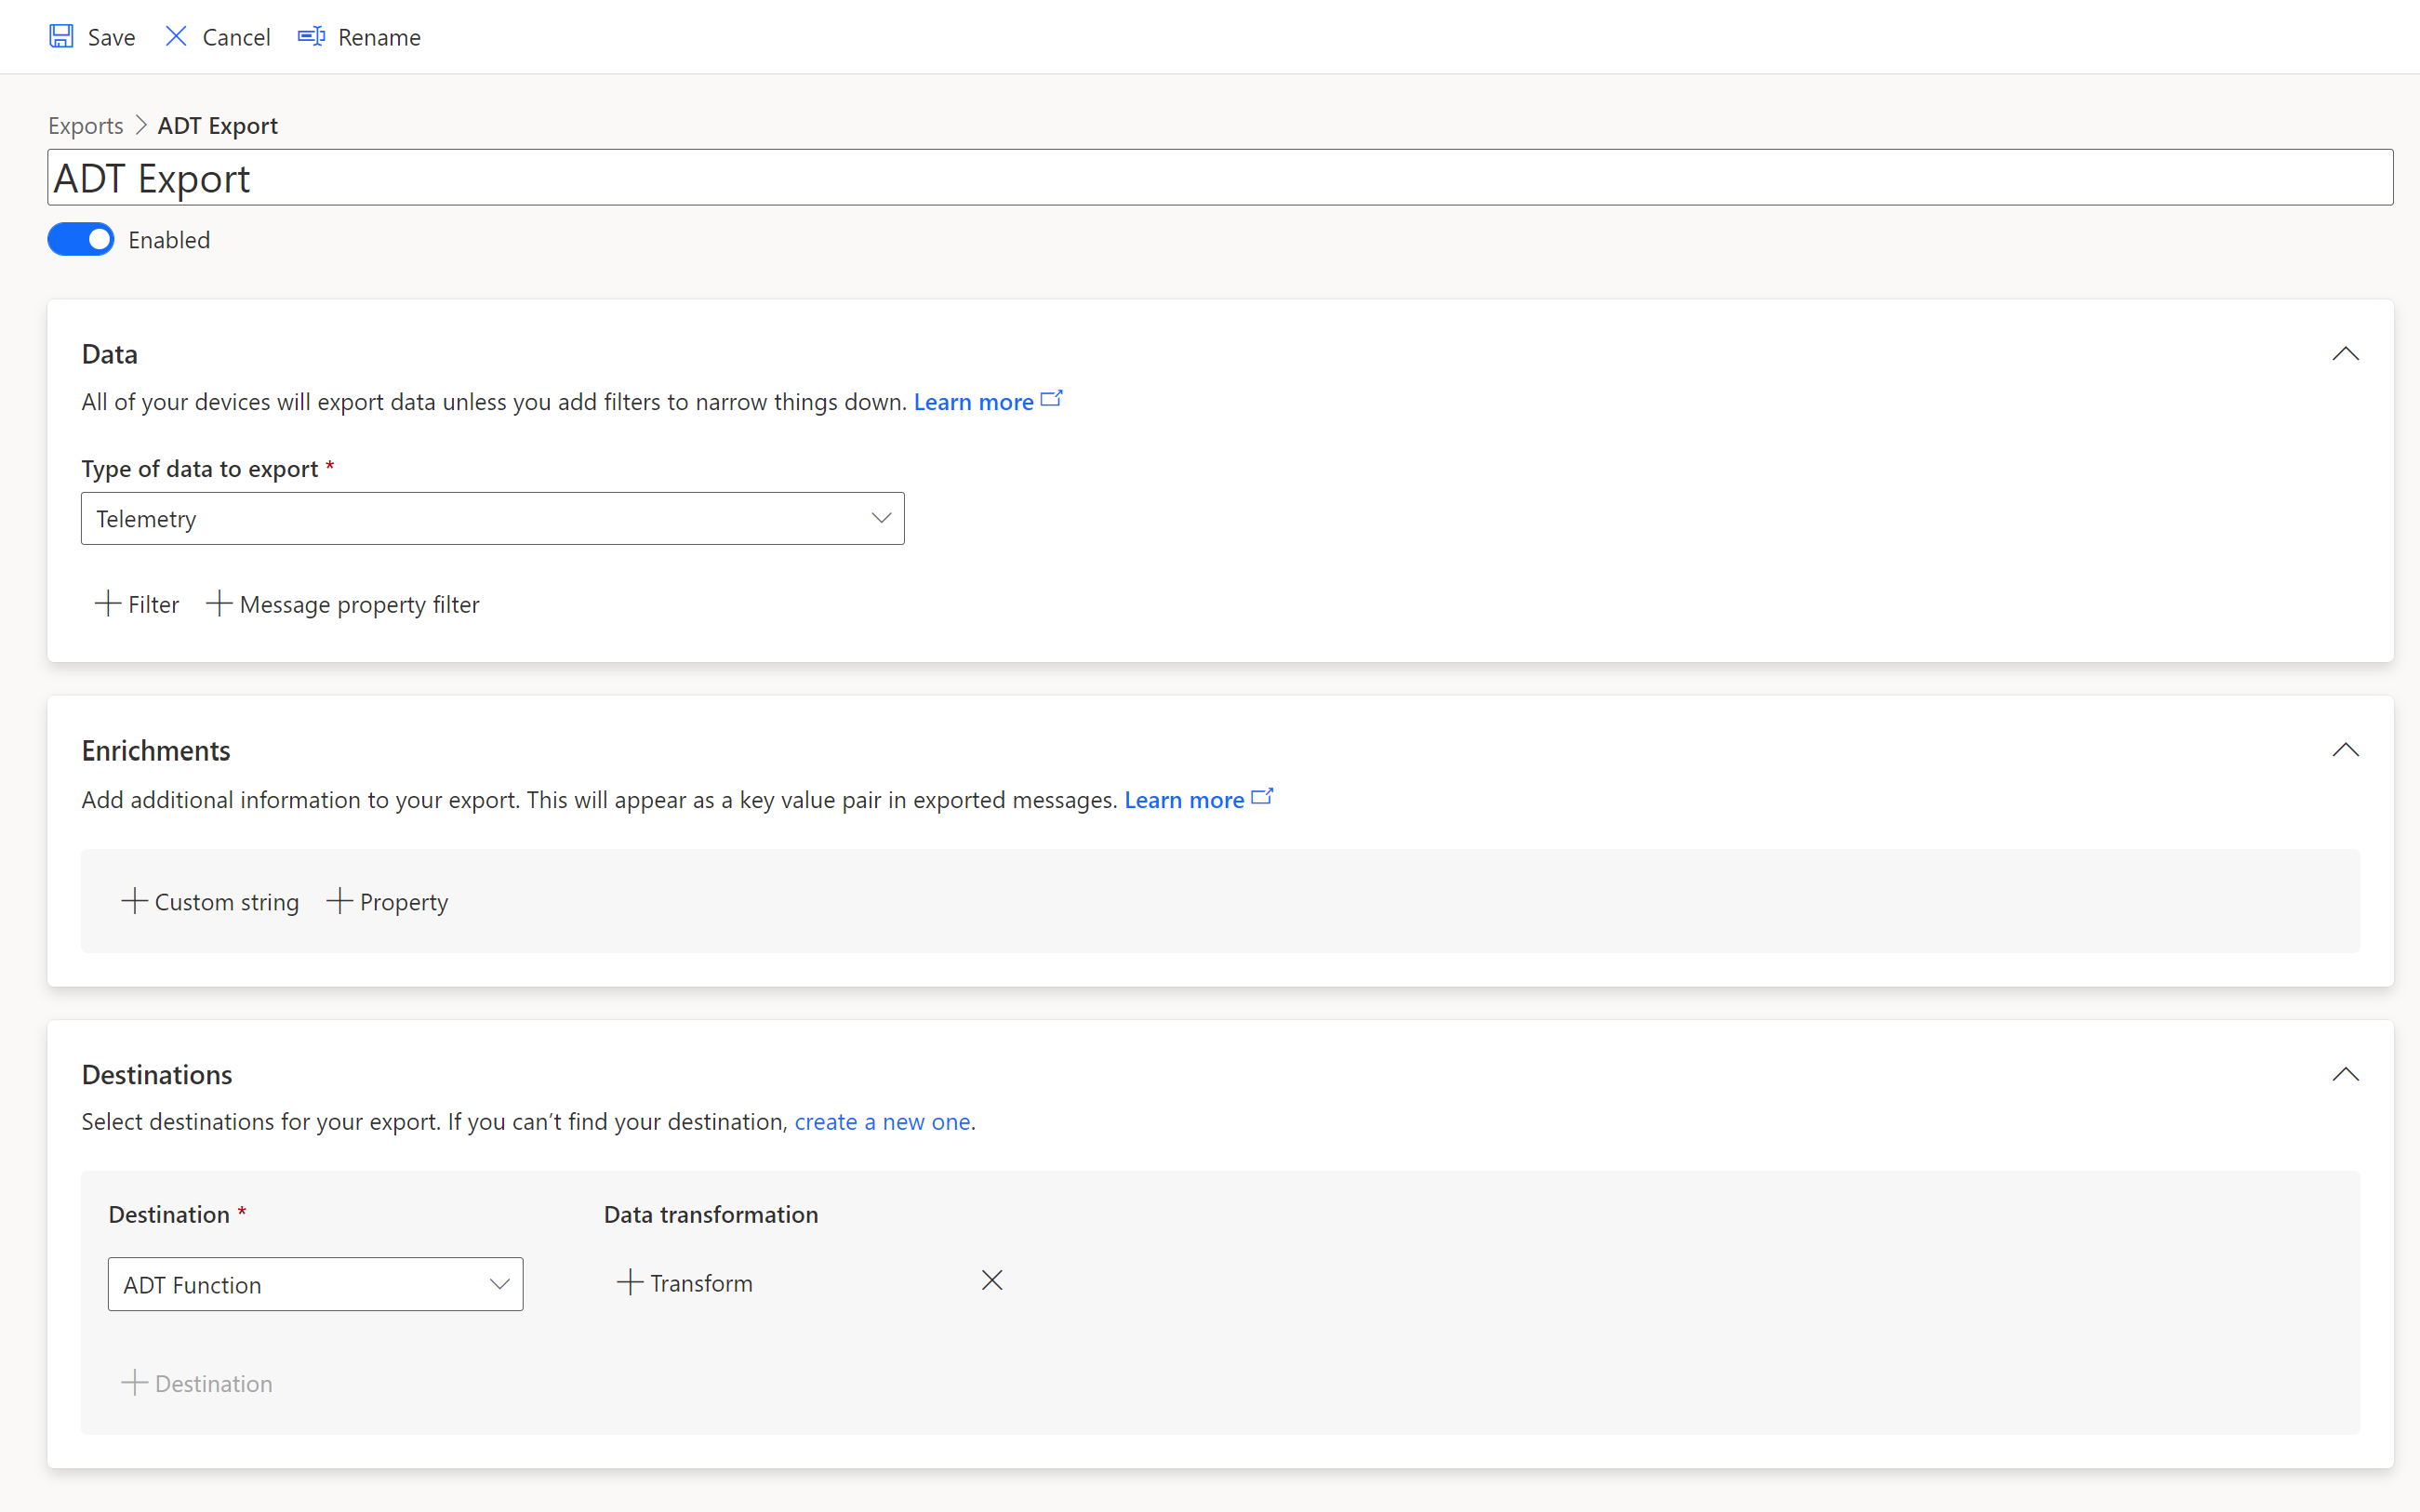 Save Cancel Rename
Exports > ADT Export
ADT Export
Enabled
Data
All of your devices will export data unless you add filters to narrow things down. Learn more
Type of data to export *
Telemetry
+ Filter + Message property filter
Enrichments
Add additional information to your export. This will appear as a key value pair in exported messages. Learn more
+ Custom string + Property
Destinations
Select destinations for your export. If you can’t find your destination, create a new one.
Destination * Data transformation
ADT Function + Transform
+ Destination